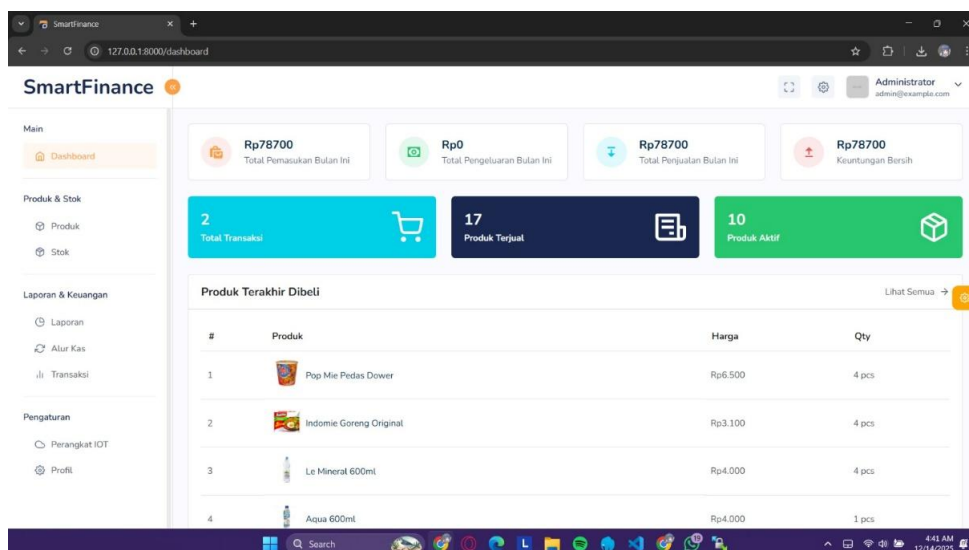 SmartFinance
127.0.0.1:8000/dashboard
SmartFinance
Administrator
admin@example.com
Main
Dashboard
Produk & Stok
Produk
Stok
Laporan & Keuangan
Laporan
Alur Kas
Transaksi
Pengaturan
Perangkat IOT
Profil
Rp78700
Total Pemasukan Bulan Ini
Rp0
Total Pengeluaran Bulan Ini
Rp78700
Total Penjualan Bulan Ini
Rp78700
Keuntungan Bersih
2
Total Transaksi
17
Produk Terjual
10
Produk Aktif
Produk Terakhir Dibeli
Lihat Semua →
# Produk Harga Qty
1 Pop Mie Pedas Dower Rp6.500 4 pcs
2 Indomie Goreng Original Rp3.100 4 pcs
3 Le Mineral 600ml Rp4.000 4 pcs
4 Aqua 600ml Rp4.000 1 pcs
Search
4:41 AM
12/14/2025